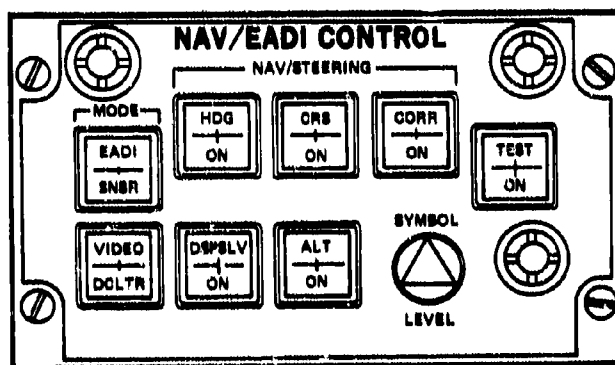 NAV/EADI CONTROL
NAV/STEERING
MODE
HDG
ON
CRS
ON
CORR
ON
EADI
SNSR
TEST
ON
VIDEO
DCLTR
DSPSLV
ON
ALT
ON
SYMBOL
LEVEL